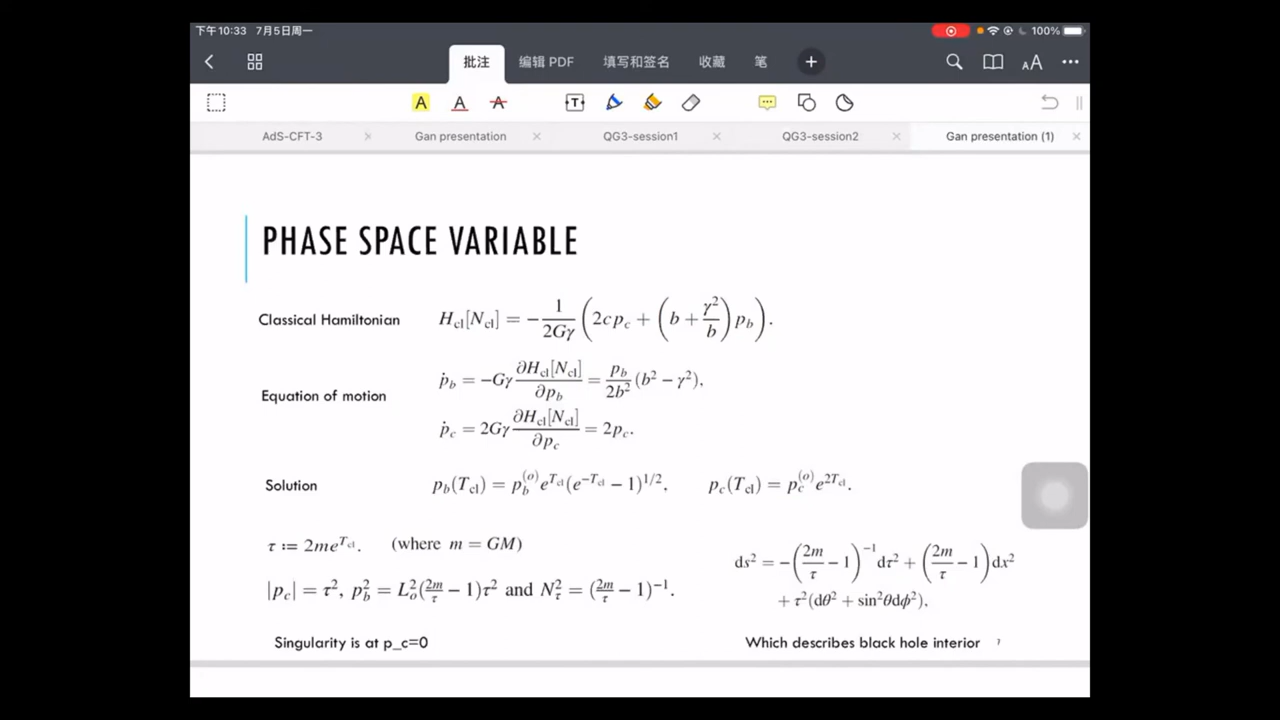 下午10:33 7月5日周一 100%
批注 编辑 PDF 填写和签名 收藏 笔 +
A A A T
AdS-CFT-3 × Gan presentation × QG3-session1 × QG3-session2 × Gan presentation (1) ×
PHASE SPACE VARIABLE
Classical Hamiltonian H_cl[N_cl] = −1/(2Gγ) (2cp_c + (b + γ²/b) p_b).
Equation of motion
ṗ_b = −Gγ ∂H_cl[N_cl]/∂p_b = p_b/(2b²) (b² − γ²),
ṗ_c = 2Gγ ∂H_cl[N_cl]/∂p_c = 2p_c.
Solution p_b(T_cl) = p_b^(o) e^{T_cl}(e^{−T_cl} − 1)^{1/2}, p_c(T_cl) = p_c^(o) e^{2T_cl}.
τ := 2me^{T_cl}. (where m = GM)
|p_c| = τ², p_b² = L_o²(2m/τ − 1)τ² and N_τ² = (2m/τ − 1)^{−1}.
ds² = −(2m/τ − 1)^{−1} dτ² + (2m/τ − 1) dx²
+ τ²(dθ² + sin²θdϕ²),
Singularity is at p_c=0
Which describes black hole interior 7